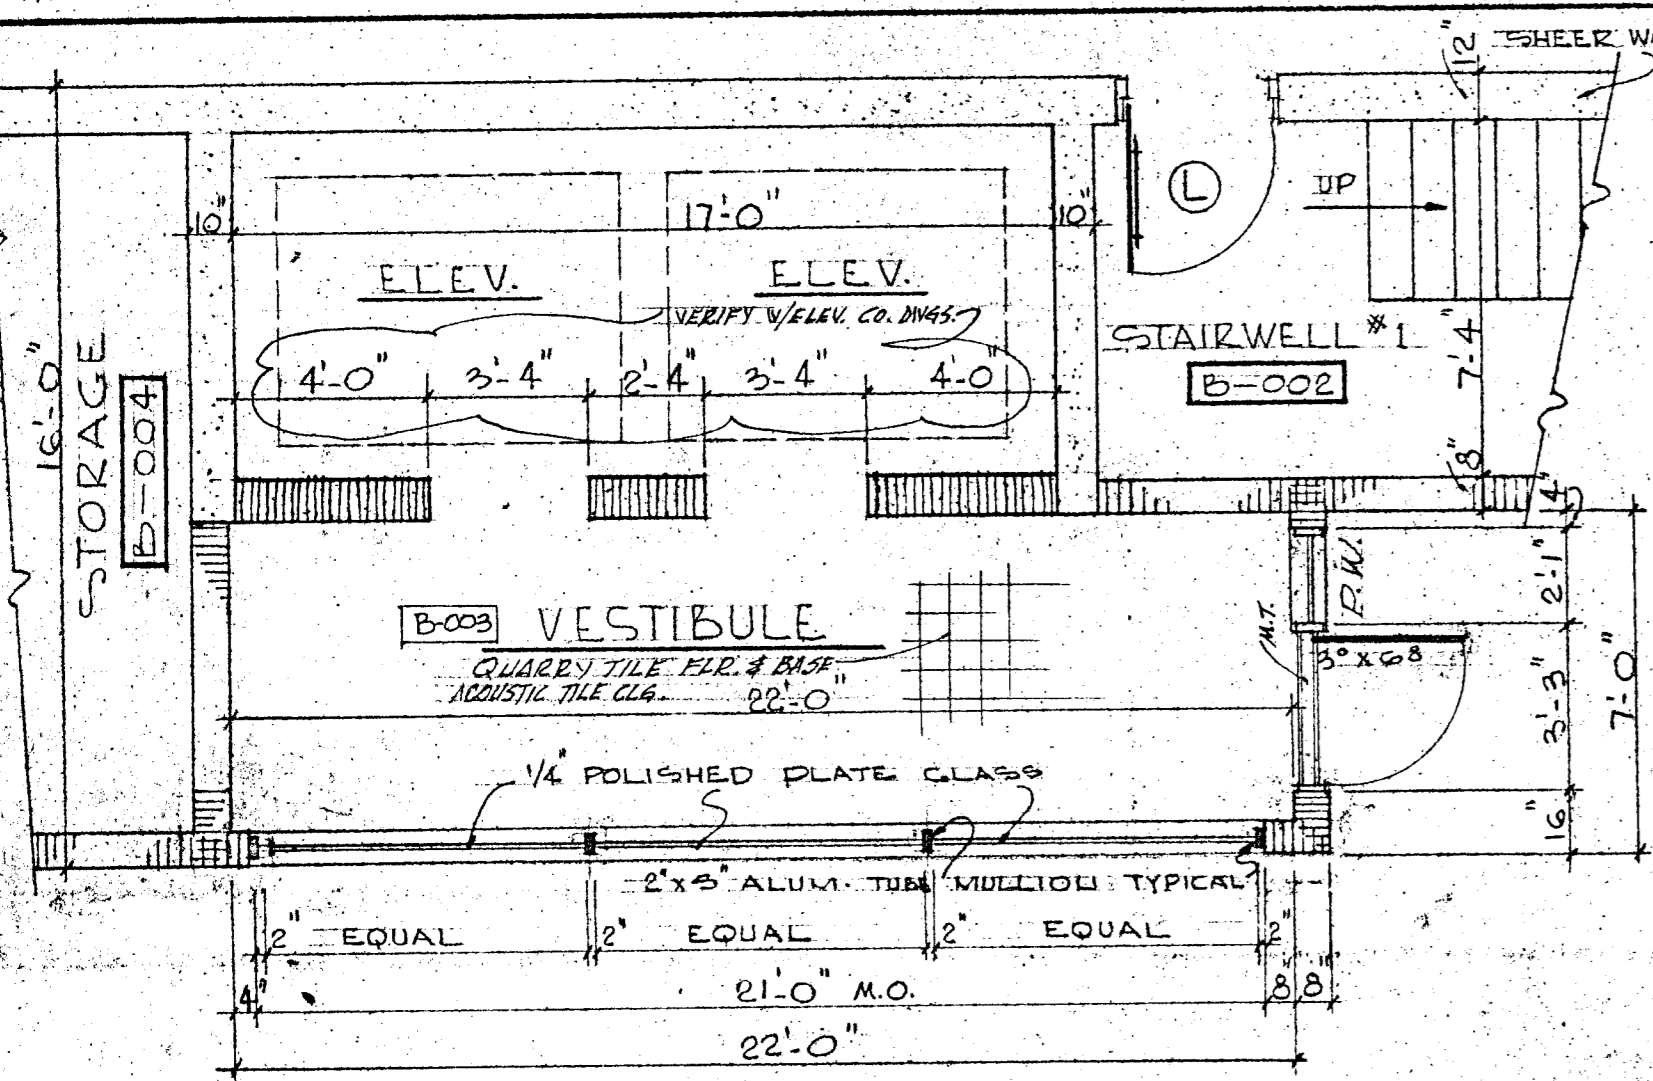 12"
SHEER
10"
17'-0"
10"
L
UP
ELEV.
ELEV.
VERIFY W/ELEV. CO. DWGS.
STAIRWELL #1
B-002
7'-4"
16'-0"
STORAGE
B-004
4'-0"
3'-4"
2'-4"
3'-4"
4'-0"
8"
14"
P.W.
2'-1"
B-003
VESTIBULE
QUARRY TILE FLR. & BASE
ACOUSTIC TILE CLG.
22'-0"
M.T.
3° X 68
3'-3"
7'-0"
1/4" POLISHED PLATE GLASS
16"
2"x5" ALUM. TUBE MULLION TYPICAL
2"
EQUAL
2"
EQUAL
2"
EQUAL
2"
4"
21'-0" M.O.
8"
8"
22'-0"